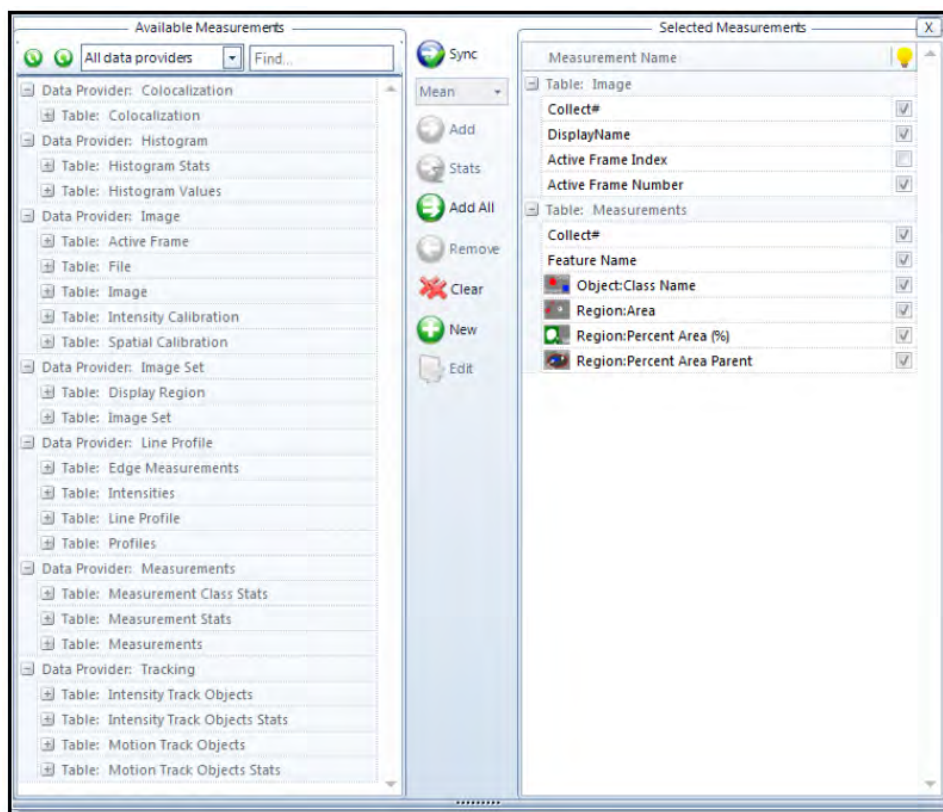 Available Measurements
All data providers
Find...
Data Provider: Colocalization
Table: Colocalization
Data Provider: Histogram
Table: Histogram Stats
Table: Histogram Values
Data Provider: Image
Table: Active Frame
Table: File
Table: Image
Table: Intensity Calibration
Table: Spatial Calibration
Data Provider: Image Set
Table: Display Region
Table: Image Set
Data Provider: Line Profile
Table: Edge Measurements
Table: Intensities
Table: Line Profile
Table: Profiles
Data Provider: Measurements
Table: Measurement Class Stats
Table: Measurement Stats
Table: Measurements
Data Provider: Tracking
Table: Intensity Track Objects
Table: Intensity Track Objects Stats
Table: Motion Track Objects
Table: Motion Track Objects Stats
Sync
Mean
Add
Stats
Add All
Remove
Clear
New
Edit
Selected Measurements
X
Measurement Name
Table: Image
Collect#
DisplayName
Active Frame Index
Active Frame Number
Table: Measurements
Collect#
Feature Name
Object:Class Name
Region:Area
Region:Percent Area (%)
Region:Percent Area Parent